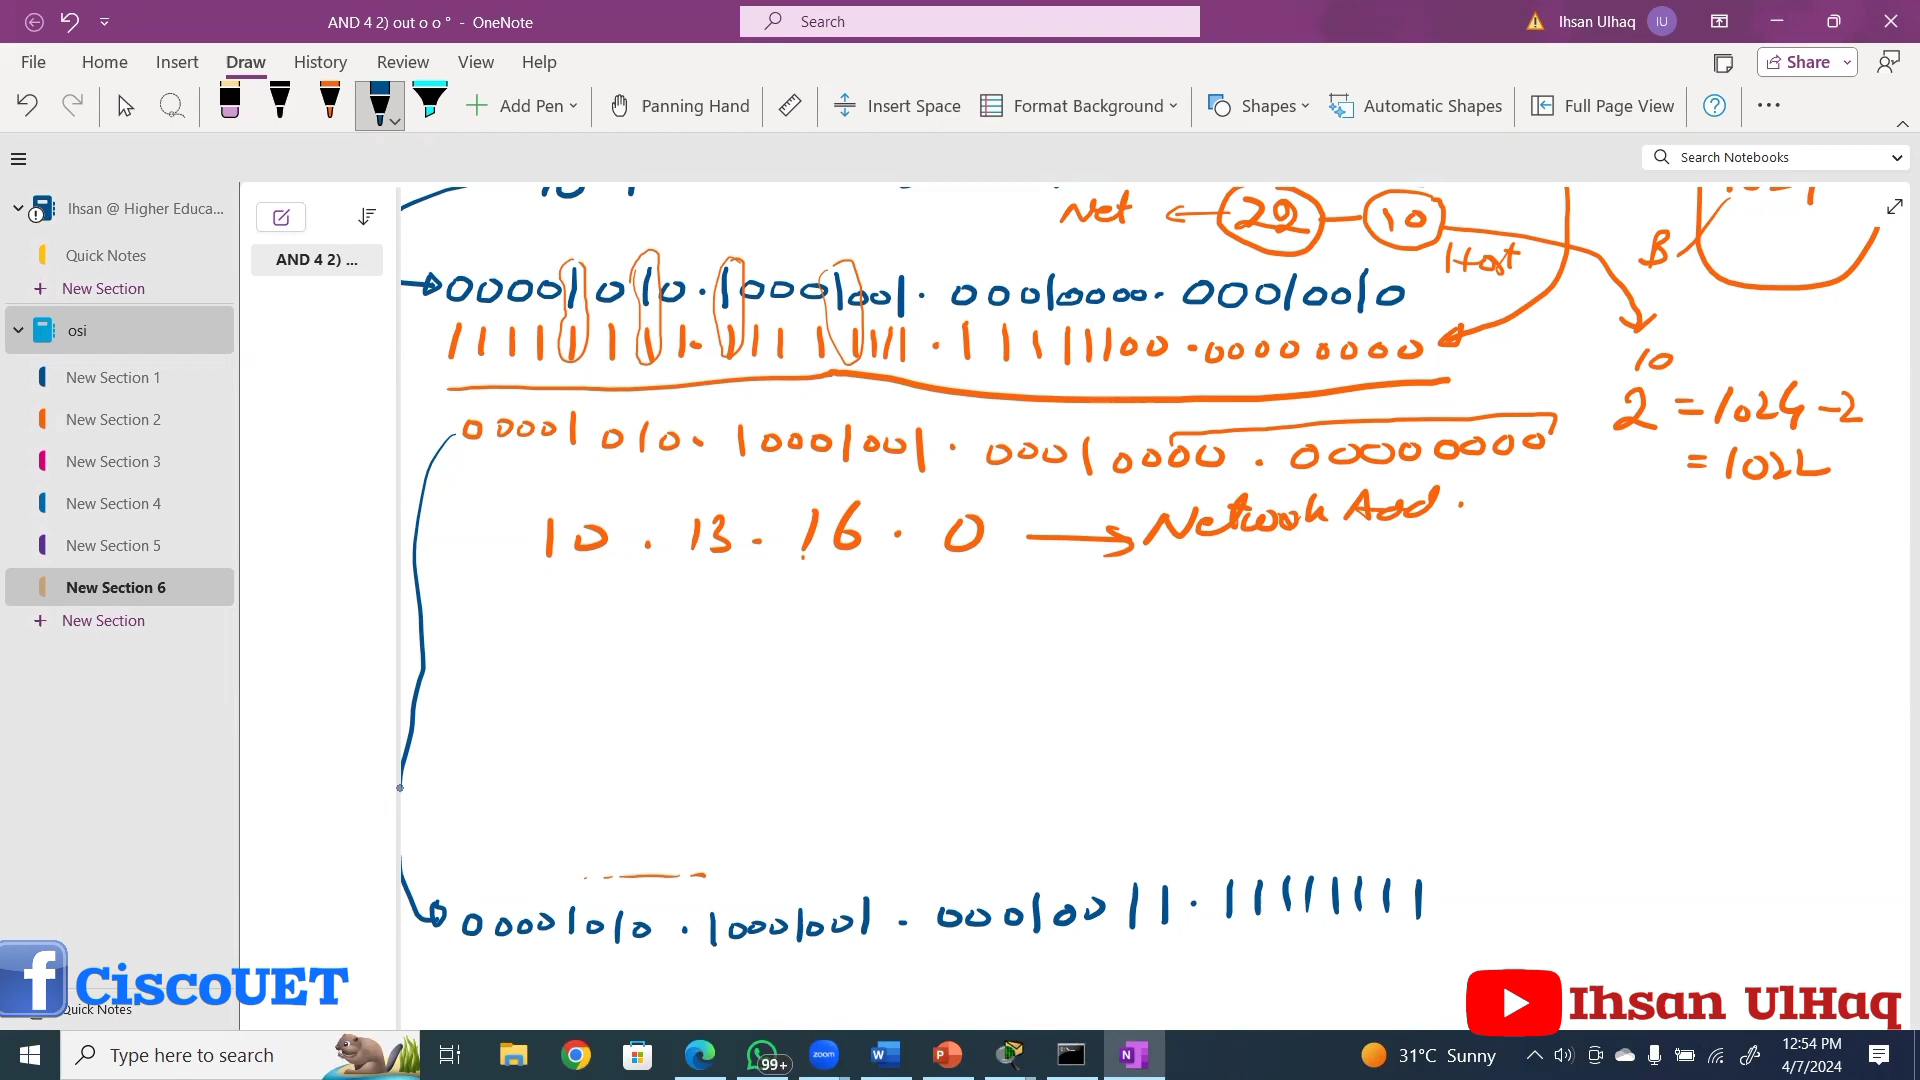 AND 4 2) out o o ° - OneNote
Search
Ihsan Ulhaq
IU
File Home Insert Draw History Review View Help
Share
Add Pen
Panning Hand
Insert Space
Format Background
Shapes
Automatic Shapes
Full Page View
Search Notebooks
Ihsan @ Higher Educa...
Quick Notes
New Section
osi
New Section 1
New Section 2
New Section 3
New Section 4
New Section 5
New Section 6
New Section
AND 4 2) ...
Net 22 10
Host
B
00001010.10001001.00010000.00010010
11111111.11111111.11111100.00000000
00001010.10001001.00010000.00000000
10
2 = 1024 - 2
= 1022
10.13.16.0 → Network Add.
00001010.10001001.00010011.11111111
CiscoUET
Quick Notes
Ihsan UlHaq
Type here to search
99+
zoom
31°C Sunny
12:54 PM
4/7/2024